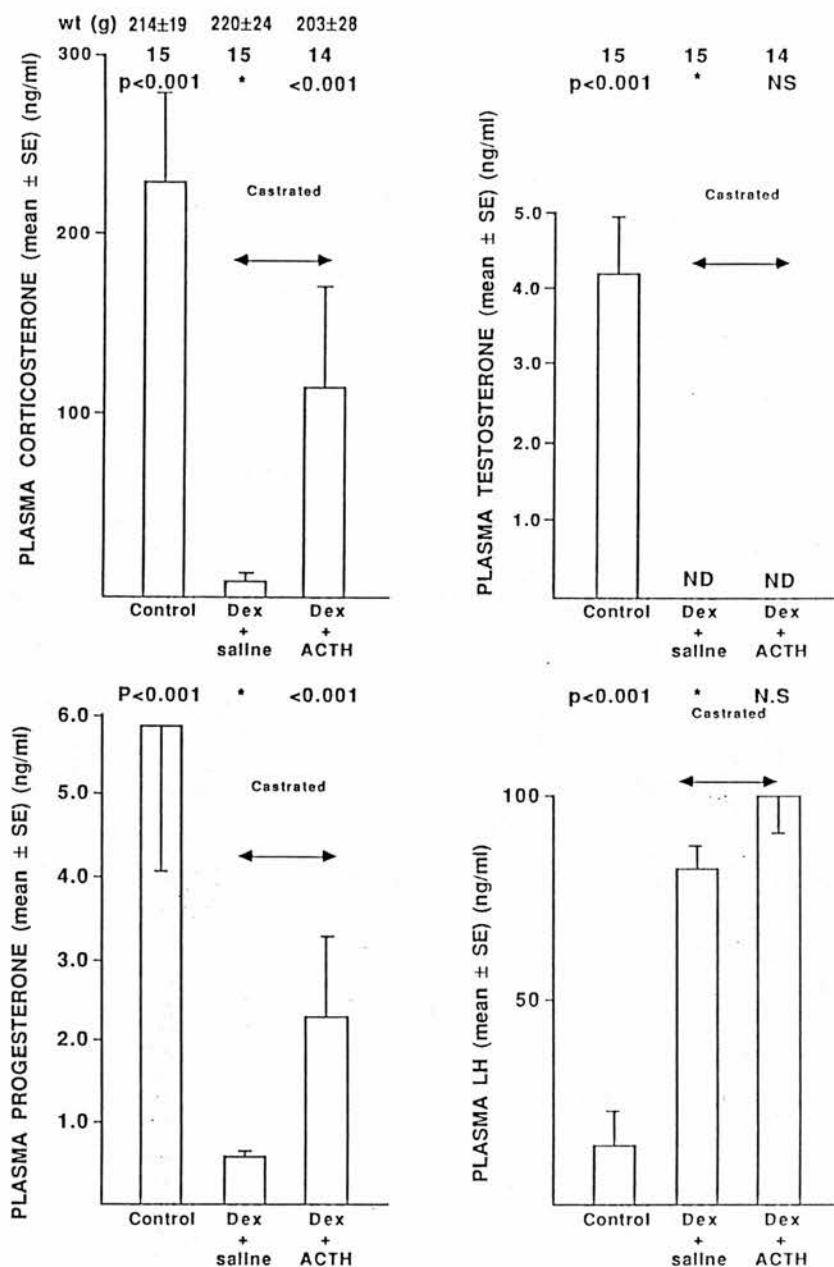 wt (g) 214±19 220±24 203±28
15 15 14
p<0.001 * <0.001
PLASMA CORTICOSTERONE (mean ± SE) (ng/ml)
300
200
100
Castrated
Control Dex + saline Dex + ACTH
15 15 14
p<0.001 * NS
PLASMA TESTOSTERONE (mean ± SE) (ng/ml)
5.0
4.0
3.0
2.0
1.0
Castrated
ND ND
Control Dex + saline Dex + ACTH
P<0.001 * <0.001
PLASMA PROGESTERONE (mean ± SE) (ng/ml)
6.0
5.0
4.0
3.0
2.0
1.0
Castrated
Control Dex + saline Dex + ACTH
p<0.001 * N.S
Castrated
PLASMA LH (mean ± SE) (ng/ml)
100
50
Control Dex + saline Dex + ACTH